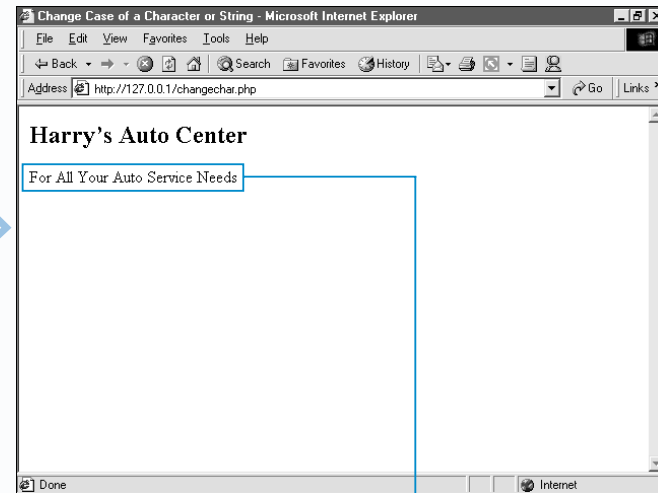 Change Case of a Character or String - Microsoft Internet Explorer
File Edit View Favorites Tools Help
Back Search Favorites History
Address http://127.0.0.1/changechar.php Go Links
Harry's Auto Center
For All Your Auto Service Needs
Done Internet